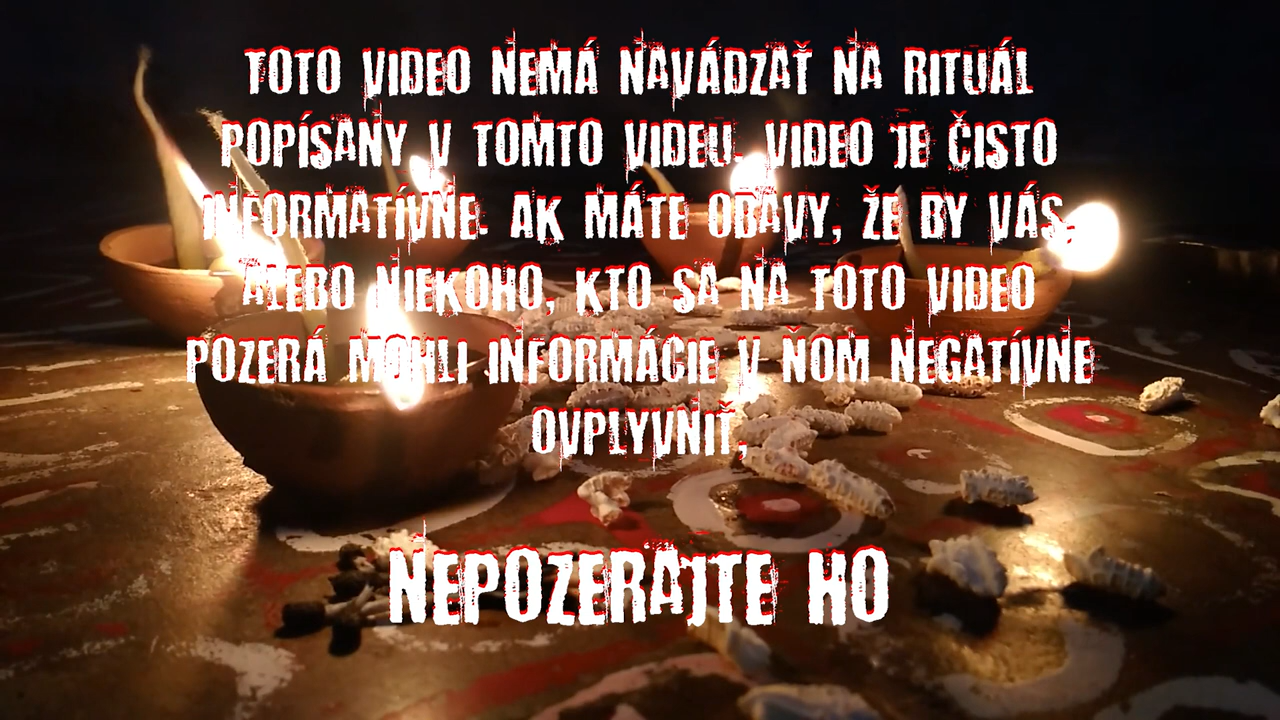 TOTO VIDEO NEMÁ NAVÁDZAŤ NA RITUÁL
POPÍSANY V TOMTO VIDEU. VIDEO JE ČISTO
INFORMATÍVNE. AK MÁTE OBAVY, ŽE BY VÁS,
ALEBO NIEKOHO, KTO SA NA TOTO VIDEO
POZERÁ MOHLI INFORMÁCIE V ŇOM NEGATÍVNE
OVPLYVNIŤ,
NEPOZERAJTE HO